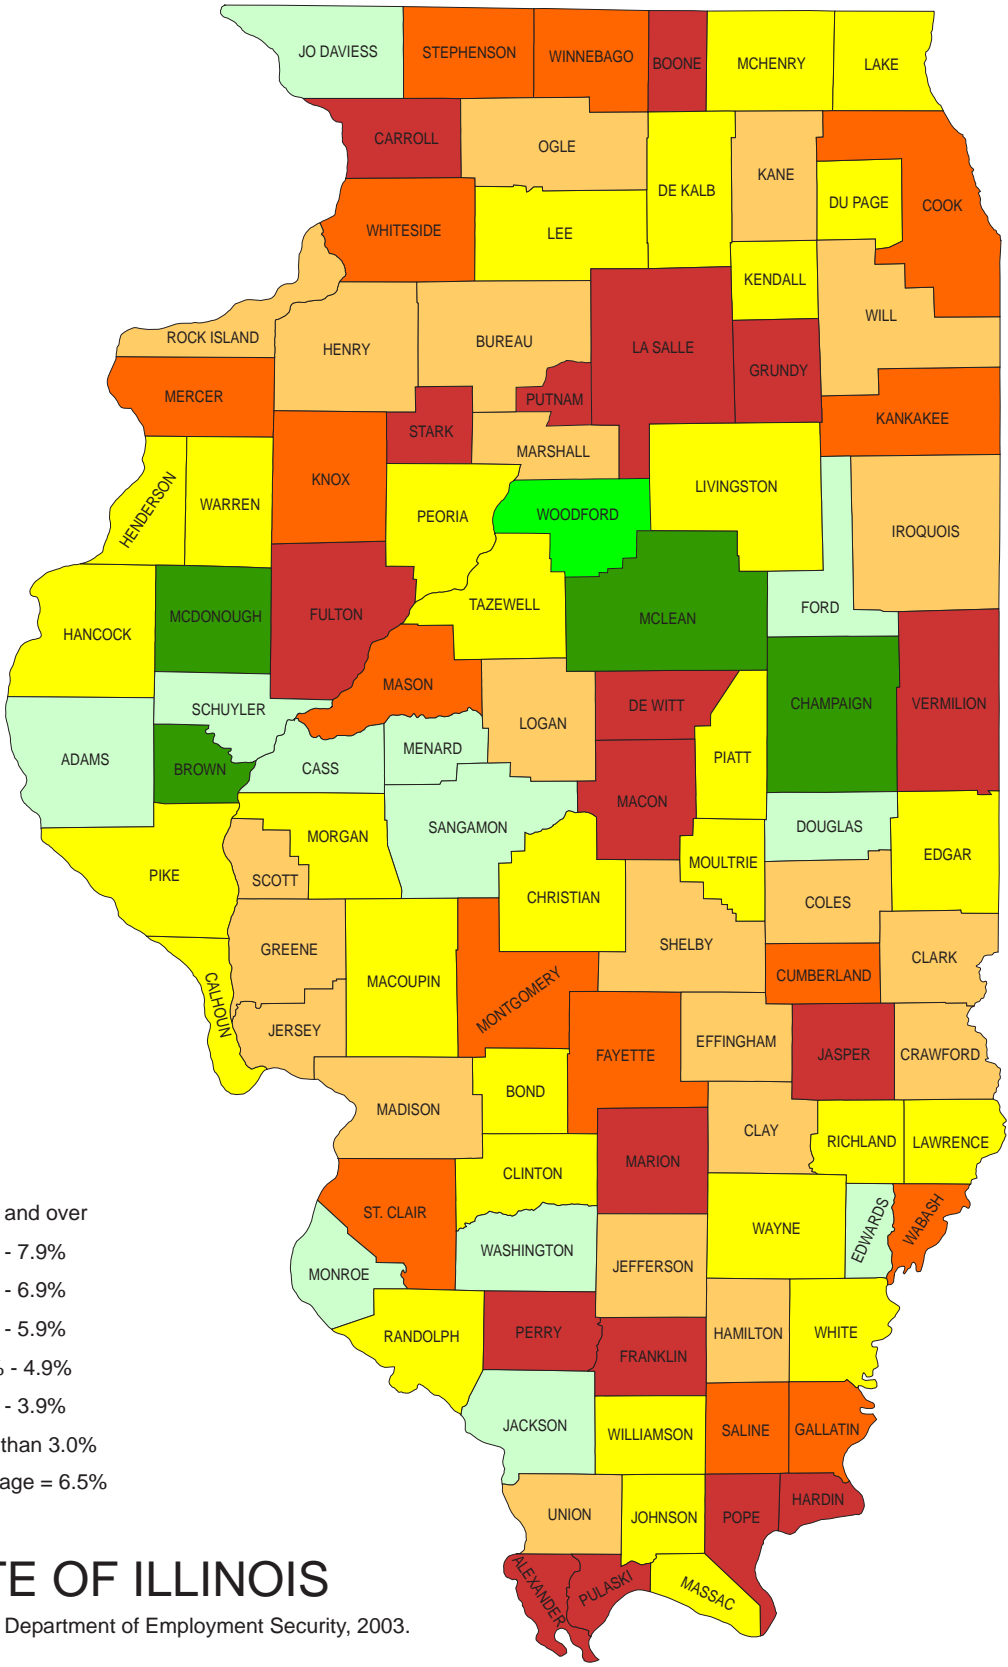 JO DAVIESS
STEPHENSON
WINNEBAGO
BOONE
MCHENRY
LAKE
CARROLL
OGLE
DE KALB
KANE
DU PAGE
COOK
WHITESIDE
LEE
KENDALL
WILL
ROCK ISLAND
HENRY
BUREAU
LA SALLE
GRUNDY
MERCER
PUTNAM
KANKAKEE
STARK
MARSHALL
KNOX
HENDERSON
WARREN
PEORIA
WOODFORD
LIVINGSTON
IROQUOIS
HANCOCK
MCDONOUGH
FULTON
TAZEWELL
MCLEAN
FORD
MASON
SCHUYLER
LOGAN
DE WITT
CHAMPAIGN
VERMILION
ADAMS
BROWN
CASS
MENARD
PIATT
MACON
SANGAMON
DOUGLAS
MORGAN
EDGAR
PIKE
SCOTT
CHRISTIAN
MOULTRIE
COLES
GREENE
SHELBY
CLARK
MACOUPIN
MONTGOMERY
CUMBERLAND
CALHOUN
JERSEY
FAYETTE
EFFINGHAM
JASPER
CRAWFORD
BOND
MADISON
CLAY
RICHLAND
LAWRENCE
MARION
CLINTON
ST. CLAIR
WAYNE
EDWARDS
WABASH
WASHINGTON
MONROE
JEFFERSON
RANDOLPH
PERRY
HAMILTON
WHITE
FRANKLIN
JACKSON
WILLIAMSON
SALINE
GALLATIN
UNION
JOHNSON
POPE
HARDIN
ALEXANDER
PULASKI
MASSAC
and over
- 7.9%
- 6.9%
- 5.9%
% - 4.9%
- 3.9%
than 3.0%
age = 6.5%
TE OF ILLINOIS
Department of Employment Security, 2003.